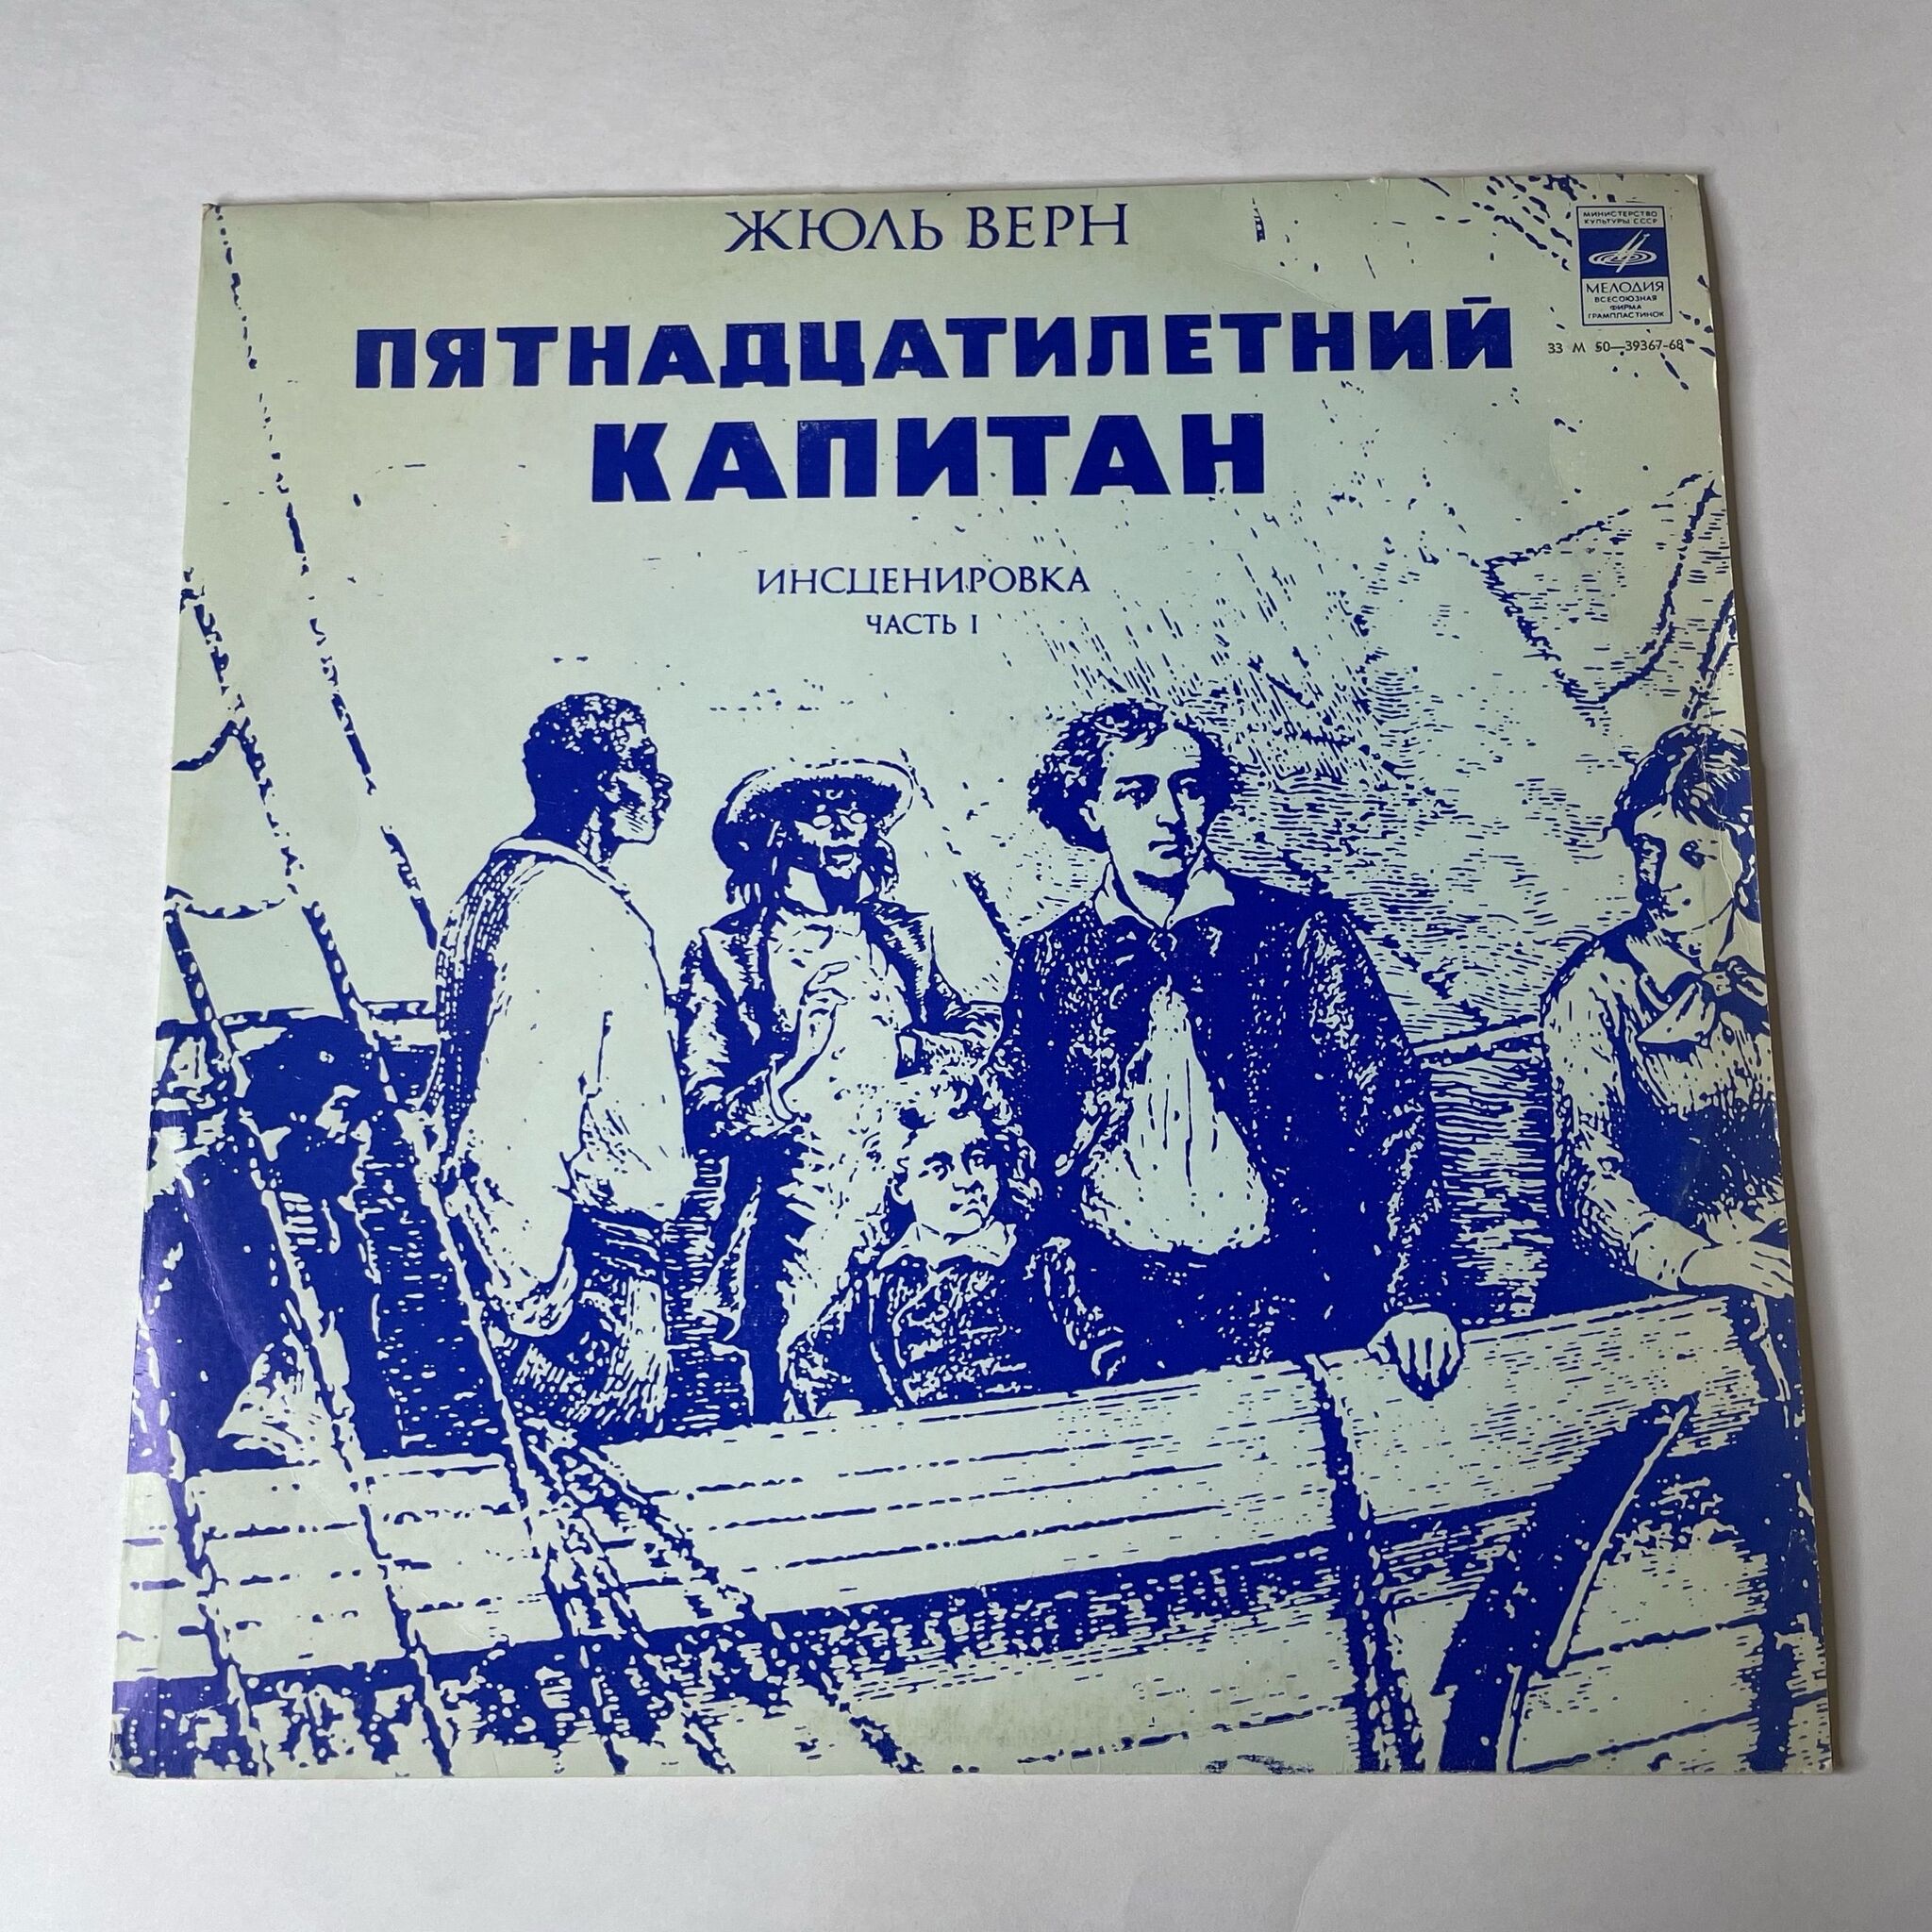 ЖЮЛЬ ВЕРН
ПЯТНАДЦАТИЛЕТНИЙ
КАПИТАН
ИНСЦЕНИРОВКА
ЧАСТЬ I
МИНИСТЕРСТВО
КУЛЬТУРЫ СССР
МЕЛОДИЯ
ВСЕСОЮЗНАЯ
ФИРМА
ГРАМПЛАСТИНОК
33 М 50—39367-68